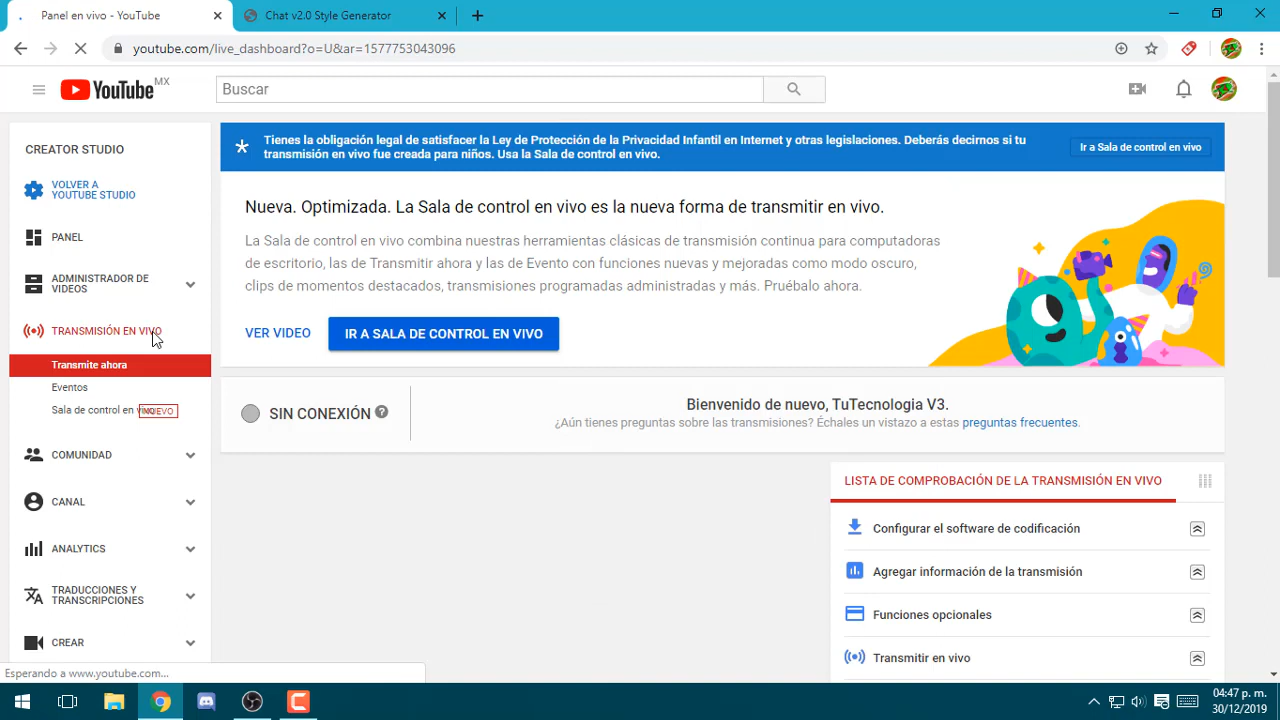 Panel en vivo - YouTube
Chat v2.0 Style Generator
youtube.com/live_dashboard?o=U&ar=1577753043096
YouTube MX
Buscar
CREATOR STUDIO
VOLVER A
YOUTUBE STUDIO
PANEL
ADMINISTRADOR DE
VIDEOS
TRANSMISIÓN EN VIVO
Transmite ahora
Eventos
Sala de control en vivo NUEVO
COMUNIDAD
CANAL
ANALYTICS
TRADUCCIONES Y
TRANSCRIPCIONES
CREAR
Tienes la obligación legal de satisfacer la Ley de Protección de la Privacidad Infantil en Internet y otras legislaciones. Deberás decirnos si tu
transmisión en vivo fue creada para niños. Usa la Sala de control en vivo.
Ir a Sala de control en vivo
Nueva. Optimizada. La Sala de control en vivo es la nueva forma de transmitir en vivo.
La Sala de control en vivo combina nuestras herramientas clásicas de transmisión continua para computadoras
de escritorio, las de Transmitir ahora y las de Evento con funciones nuevas y mejoradas como modo oscuro,
clips de momentos destacados, transmisiones programadas administradas y más. Pruébalo ahora.
VER VIDEO
IR A SALA DE CONTROL EN VIVO
SIN CONEXIÓN ?
Bienvenido de nuevo, TuTecnologia V3.
¿Aún tienes preguntas sobre las transmisiones? Échales un vistazo a estas preguntas frecuentes.
LISTA DE COMPROBACIÓN DE LA TRANSMISIÓN EN VIVO
Configurar el software de codificación
Agregar información de la transmisión
Funciones opcionales
Transmitir en vivo
Esperando a www.youtube.com...
04:47 p. m.
30/12/2019